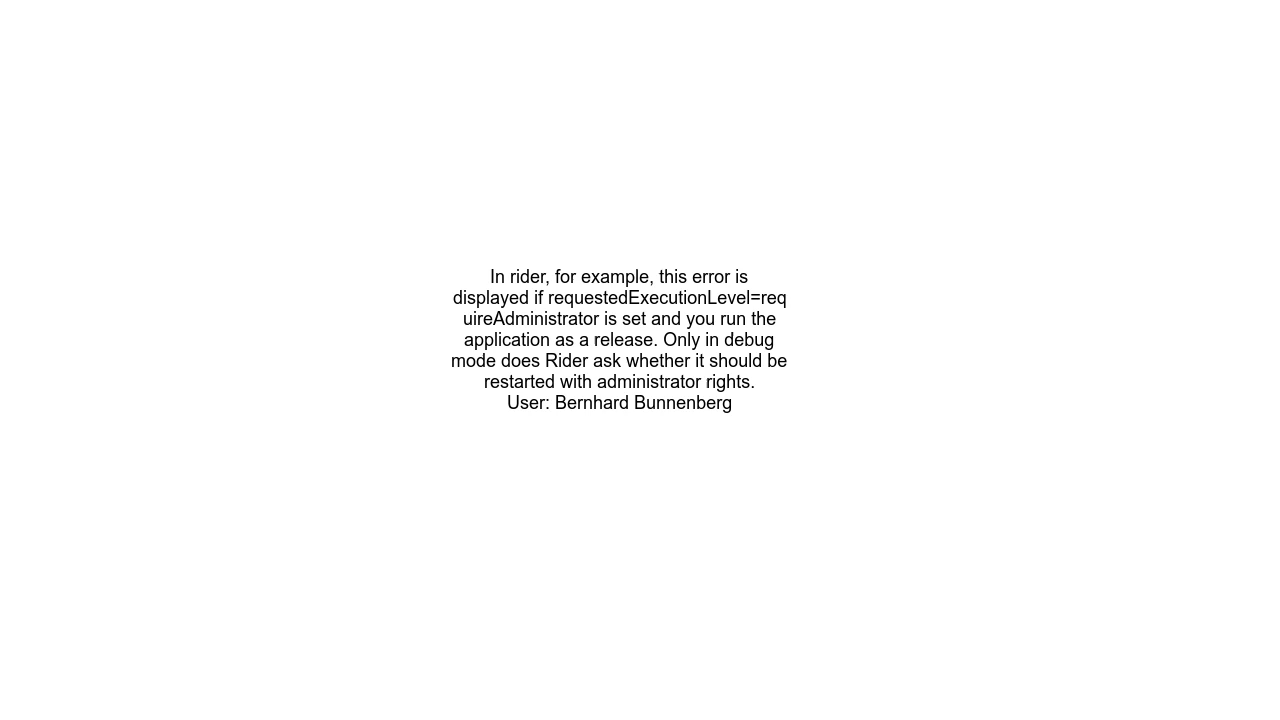 In rider, for example, this error is
displayed if requestedExecutionLevel=req
uireAdministrator is set and you run the
application as a release. Only in debug
mode does Rider ask whether it should be
restarted with administrator rights.
User: Bernhard Bunnenberg